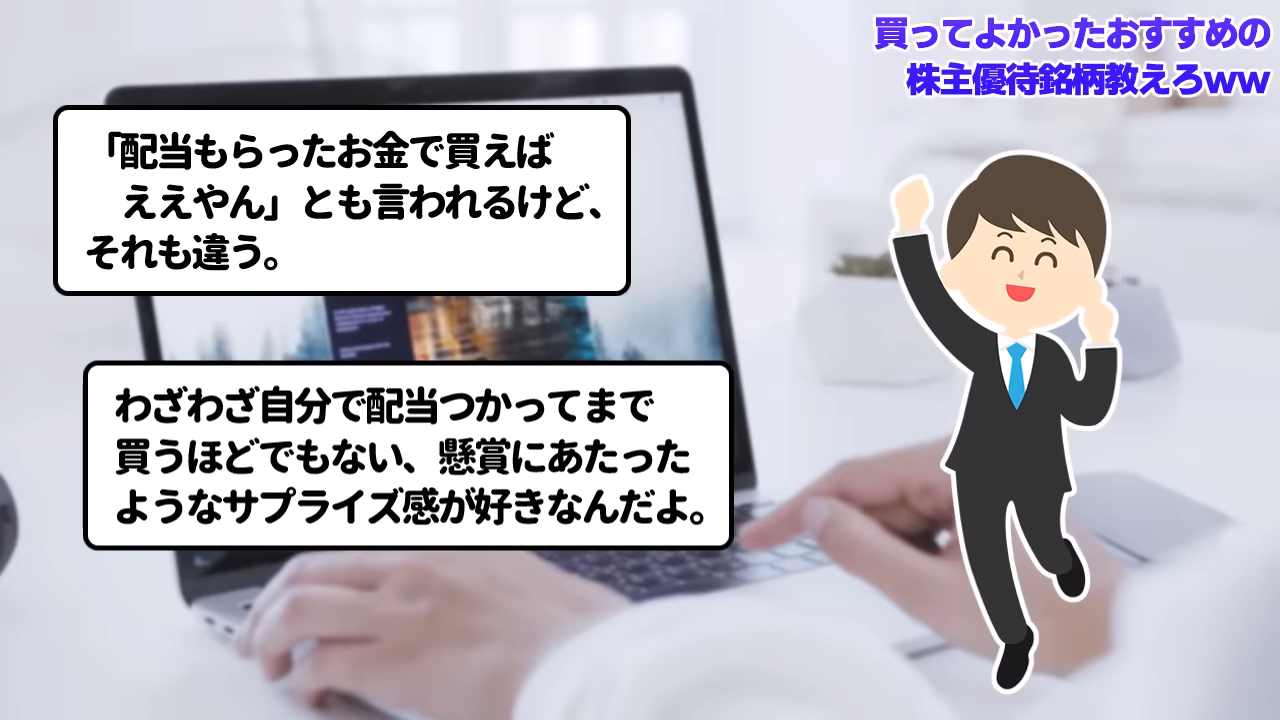 買ってよかったおすすめの
株主優待銘柄教えろww
「配当もらったお金で買えば
ええやん」とも言われるけど、
それも違う。
わざわざ自分で配当つかってまで
買うほどでもない、懸賞にあたった
ようなサプライズ感が好きなんだよ。